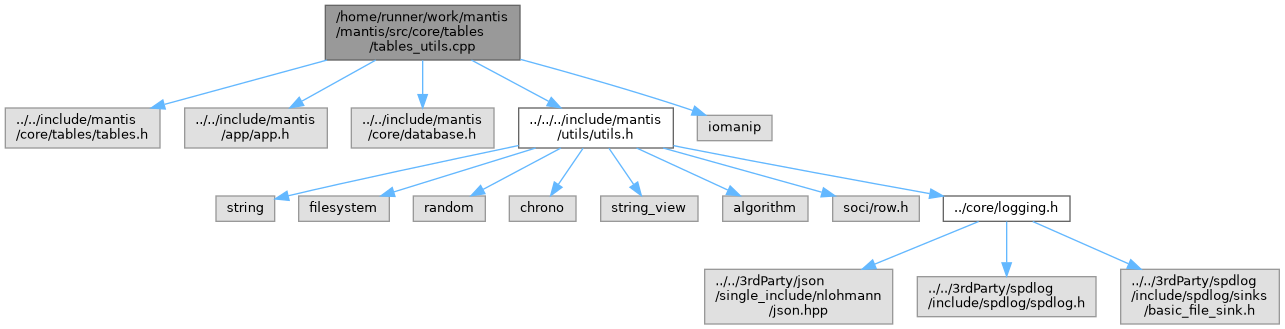 /home/runner/work/mantis
/mantis/src/core/tables
/tables_utils.cpp
../../include/mantis
/core/tables/tables.h
../../include/mantis
/app/app.h
../../include/mantis
/core/database.h
../../../include/mantis
/utils/utils.h
iomanip
string
filesystem
random
chrono
string_view
algorithm
soci/row.h
../core/logging.h
../../3rdParty/json
/single_include/nlohmann
/json.hpp
../../3rdParty/spdlog
/include/spdlog/spdlog.h
../../3rdParty/spdlog
/include/spdlog/sinks
/basic_file_sink.h